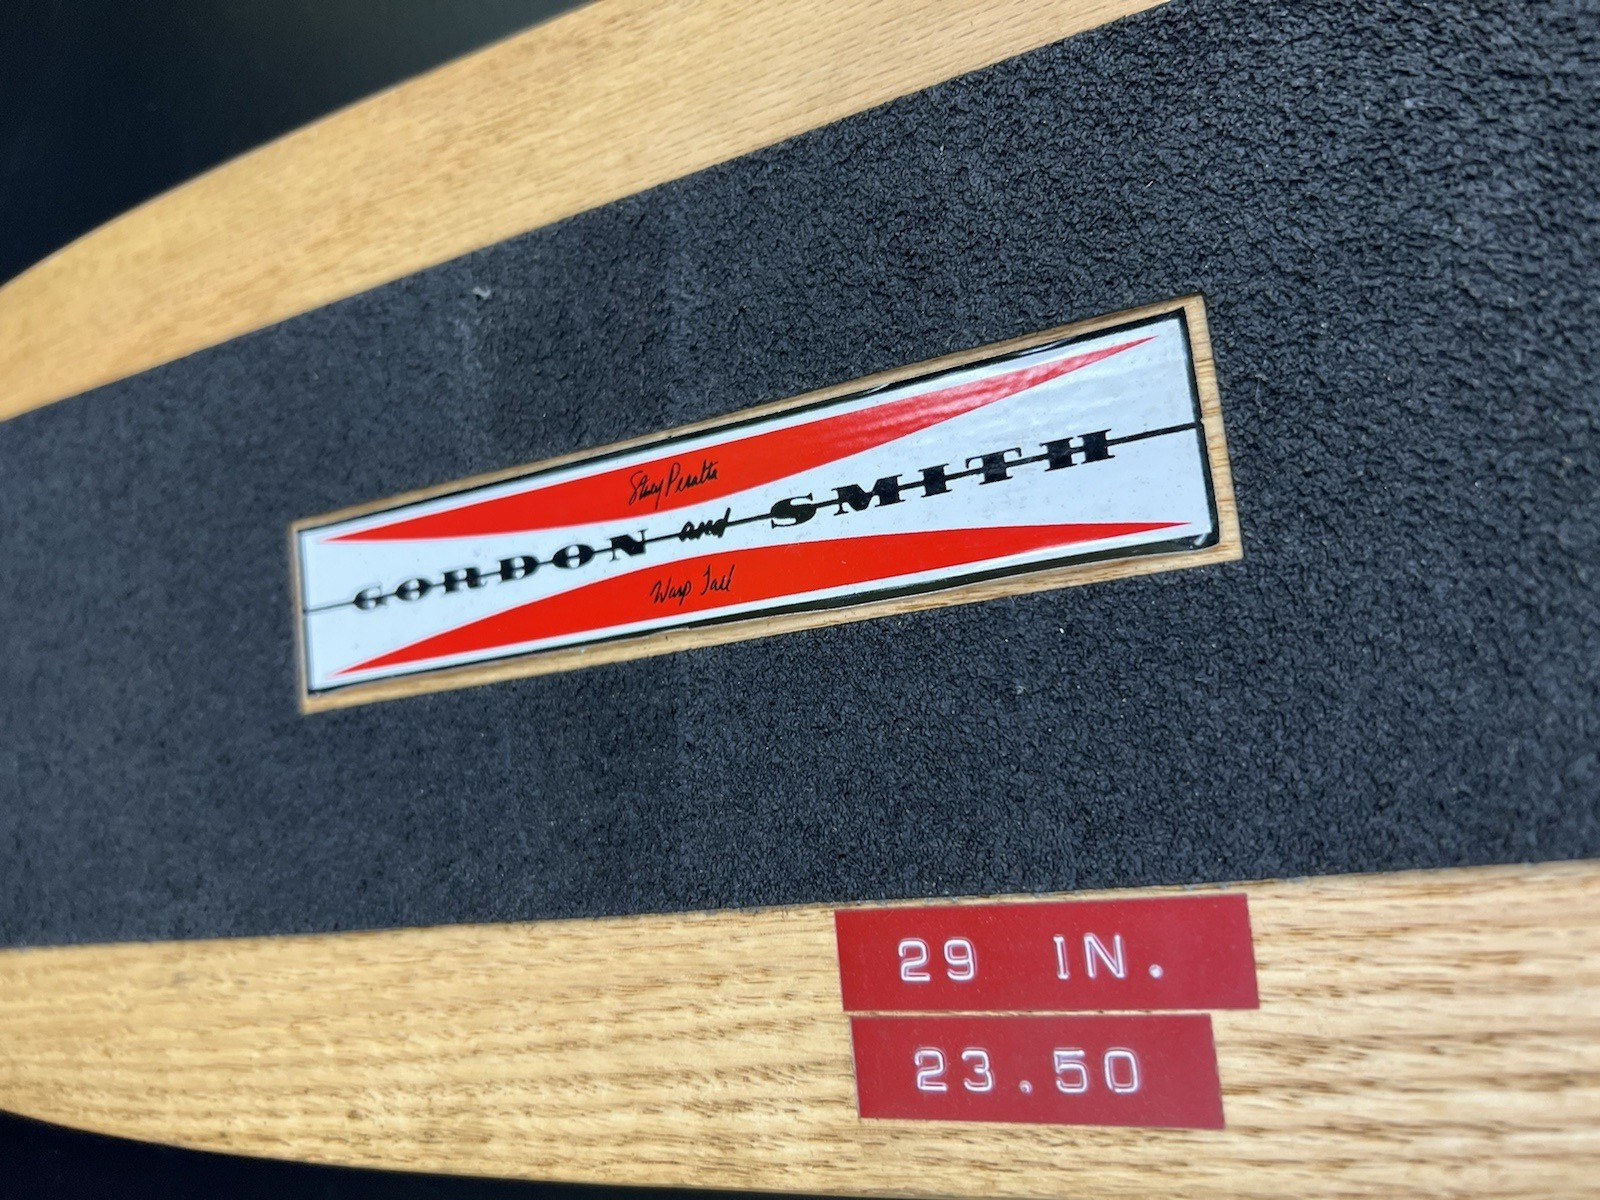 Stacy Peralta
GORDON and SMITH
Warp Tail
29 IN.
23.50